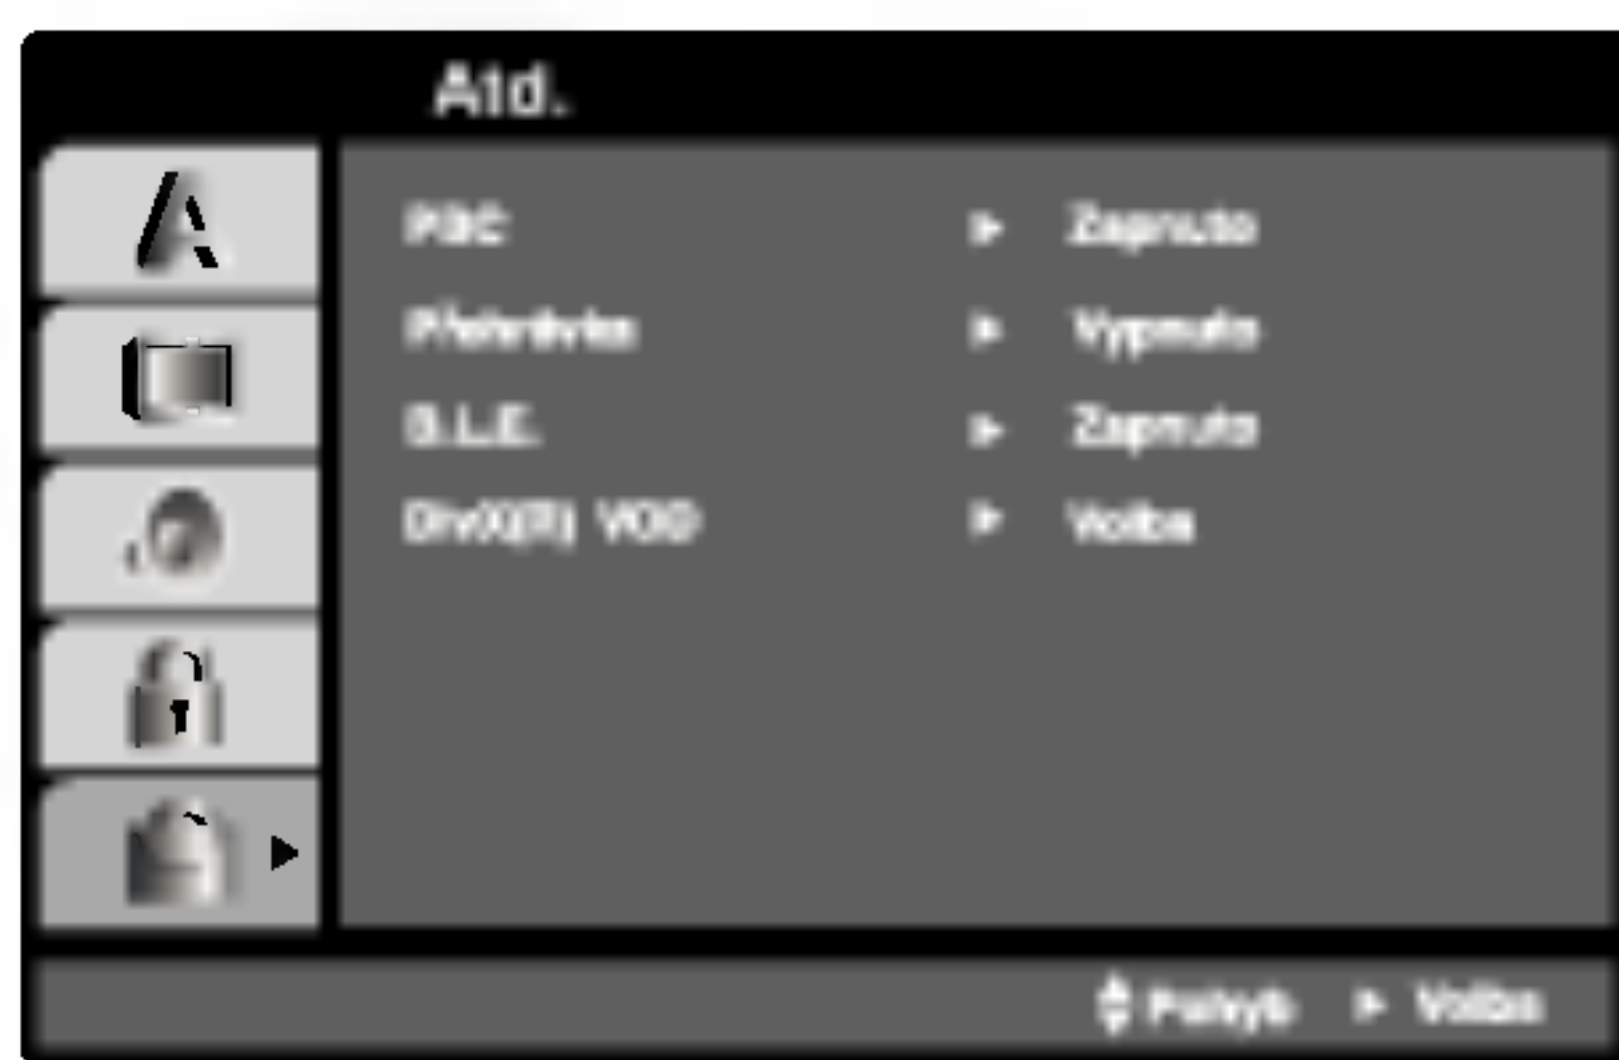 Atd.
PBC ► Zapnuto
Přehrávka ► Vypnuto
B.L.E. ► Zapnuto
DivX(R) VOD ► Volba
Pohyb ► Volba